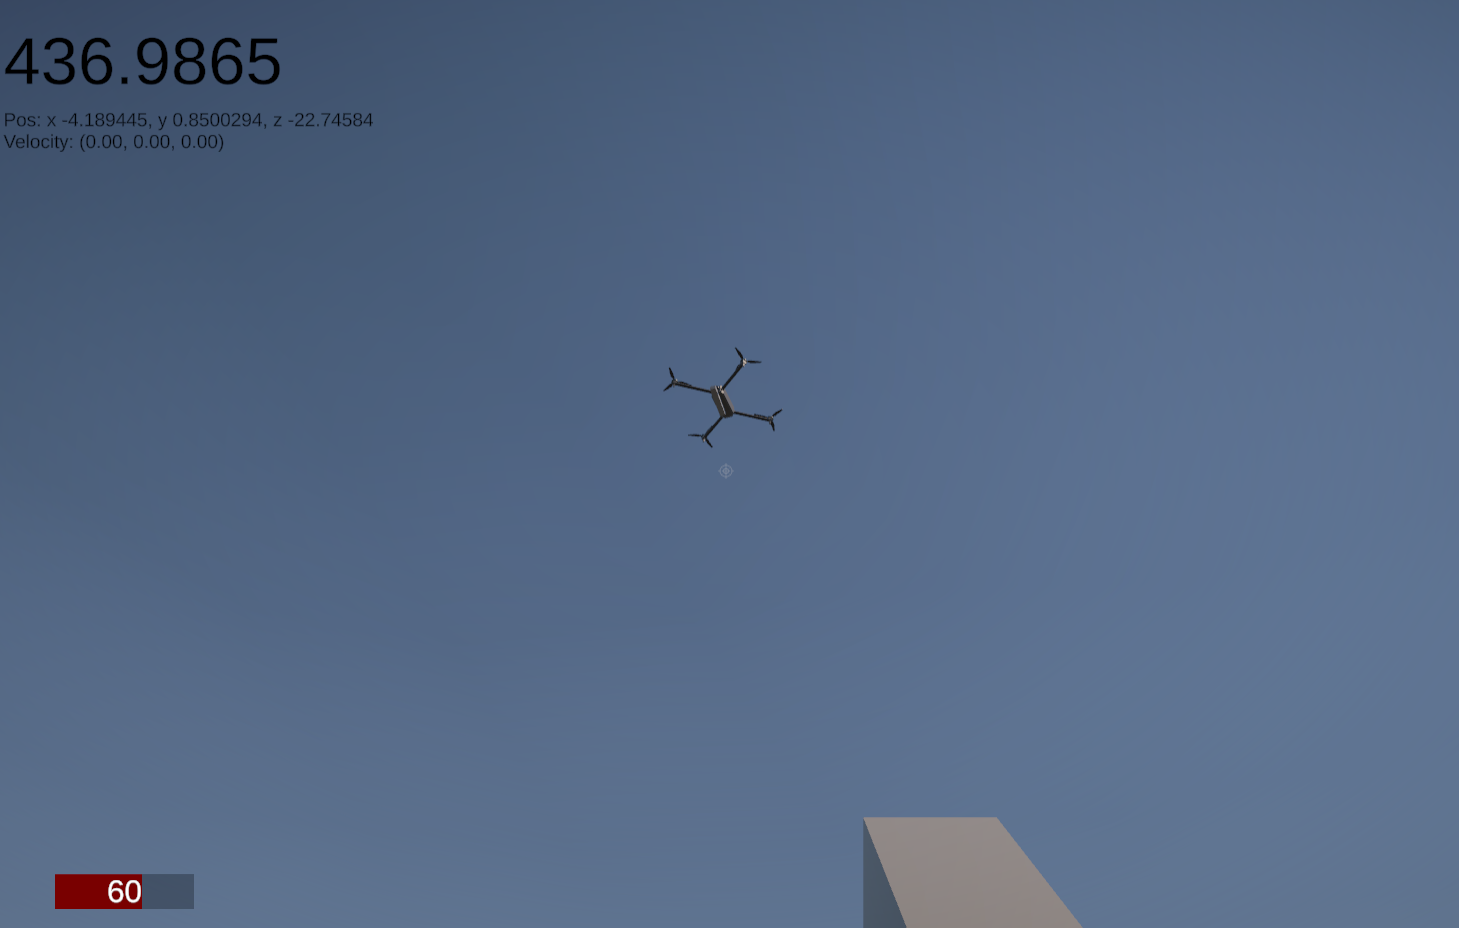 436.9865
Pos: x -4.189445, y 0.8500294, z -22.74584
Velocity: (0.00, 0.00, 0.00)
60